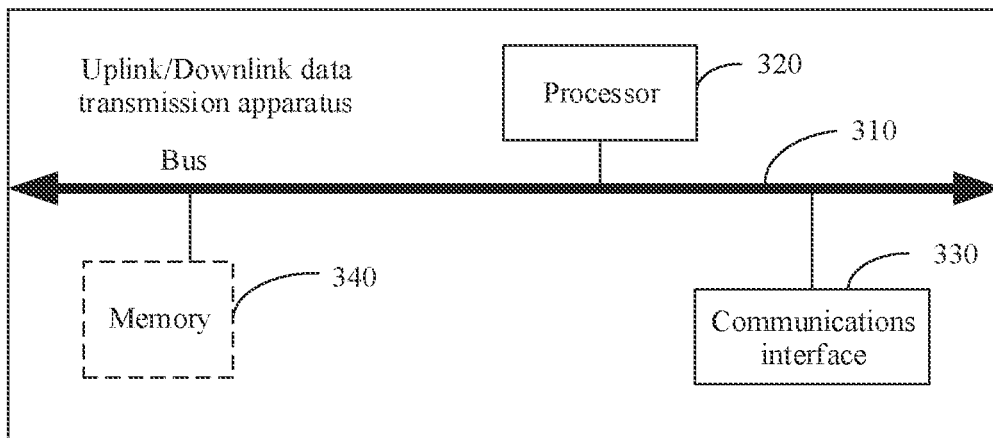 Uplink/Downlink data
transmission apparatus
Processor
320
310
Bus
Memory
340
330
Communications
interface